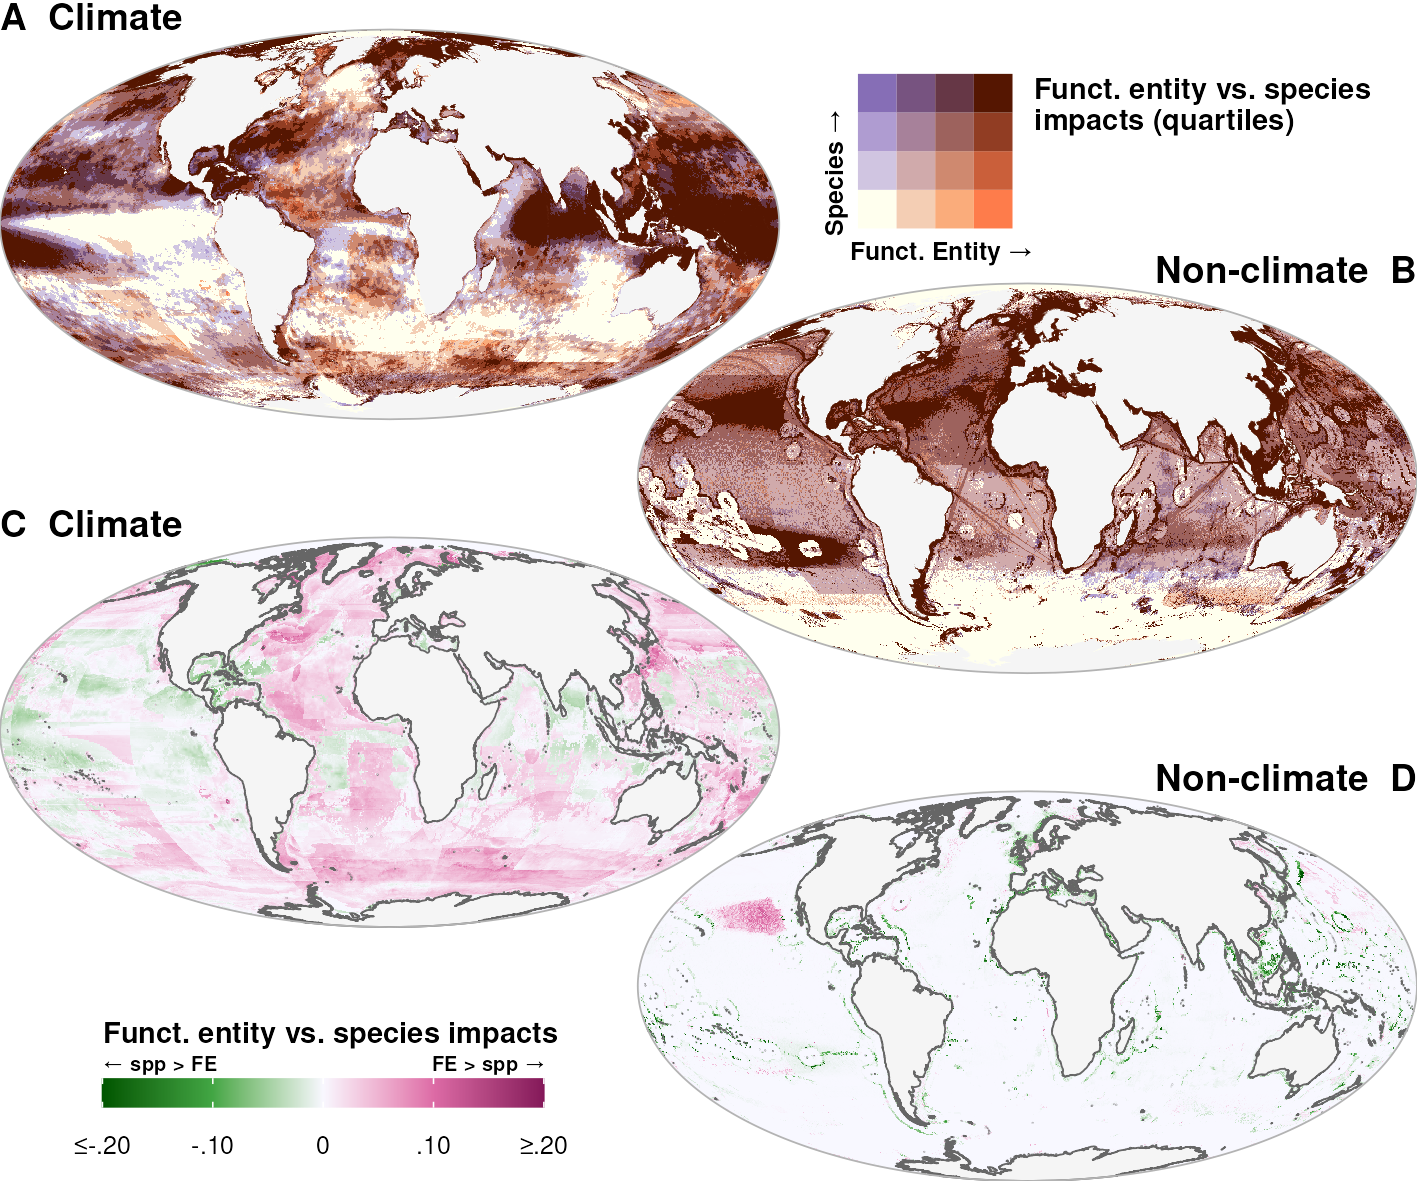 A Climate
Funct. entity vs. species
impacts (quartiles)
Species →
Funct. Entity →
Non-climate B
C Climate
Non-climate D
Funct. entity vs. species impacts
← spp > FE
FE > spp →
≤-.20
-.10
0
.10
≥.20